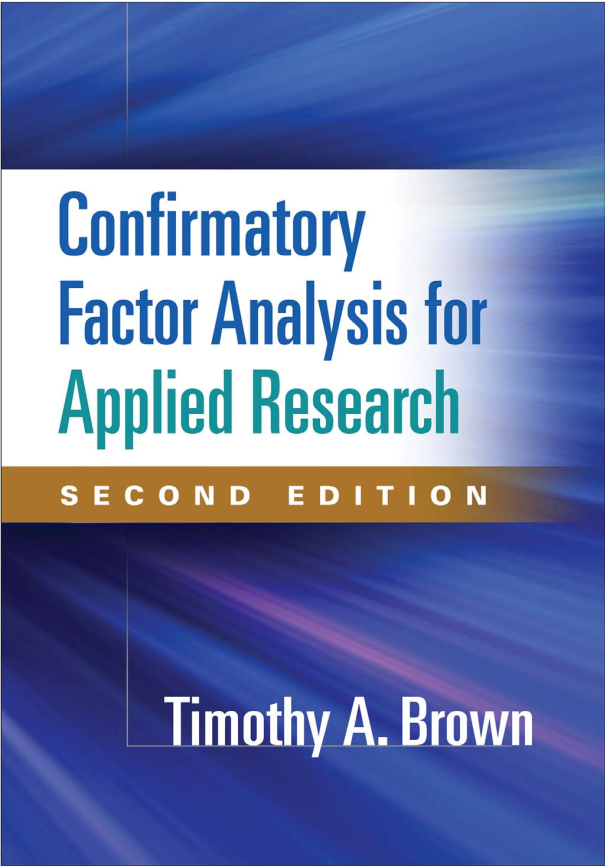 Confirmatory
Factor Analysis for
Applied Research
SECOND EDITION
Timothy A. Brown